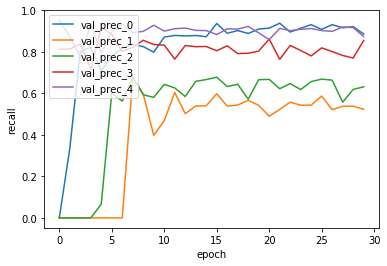 1.0
0.8
0.6
0.4
0.2
0.0
recall
val_prec_0
val_prec_1
val_prec_2
val_prec_3
val_prec_4
0 5 10 15 20 25 30
epoch